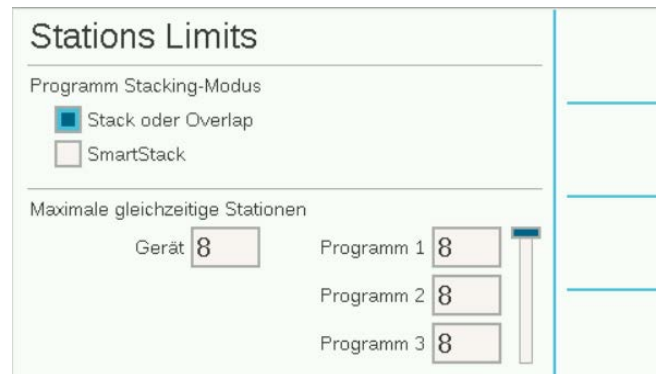 Stations Limits
Programm Stacking-Modus
Stack oder Overlap
SmartStack
Maximale gleichzeitige Stationen
Gerät 8 Programm 1 8
Programm 2 8
Programm 3 8